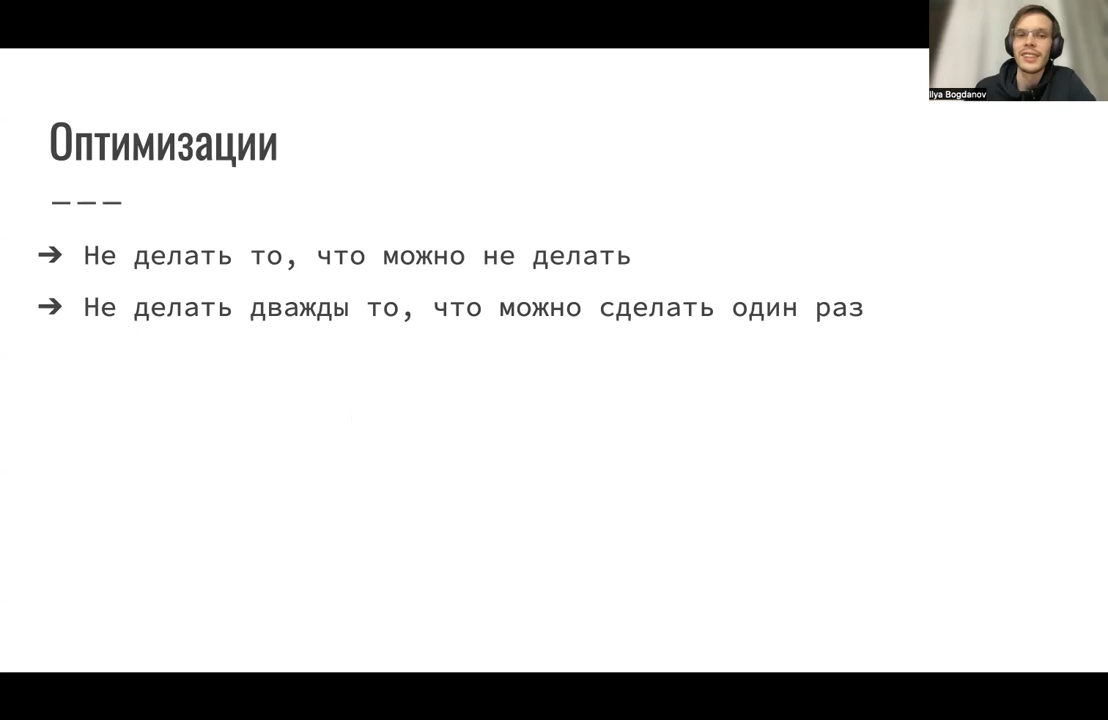 Ilya Bogdanov
Оптимизации
———
➔ Не делать то, что можно не делать
➔ Не делать дважды то, что можно сделать один раз